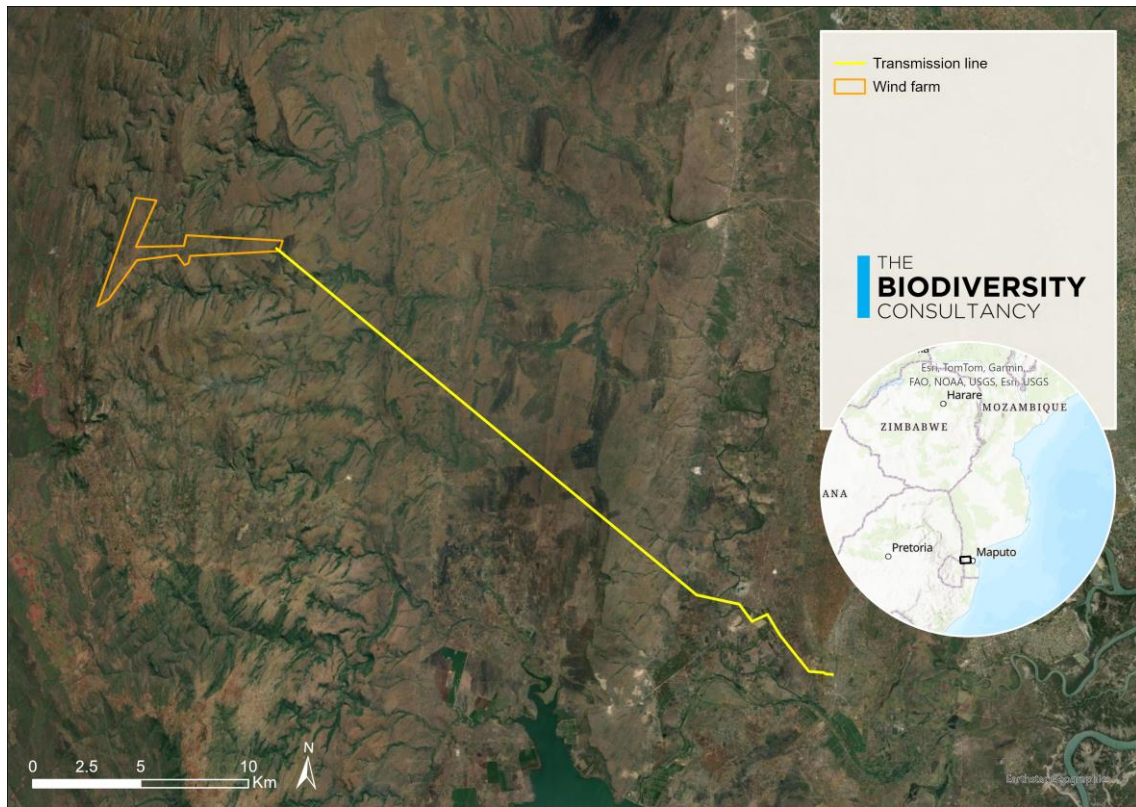 Transmission line
Wind farm
THE
BIODIVERSITY
CONSULTANCY
Esri, TomTom, Garmin,
FAO, NOAA, USGS, Esri, USGS
Harare
MOZAMBIQUE
ZIMBABWE
ANA
Pretoria
Maputo
N
0 2.5 5 10
Km